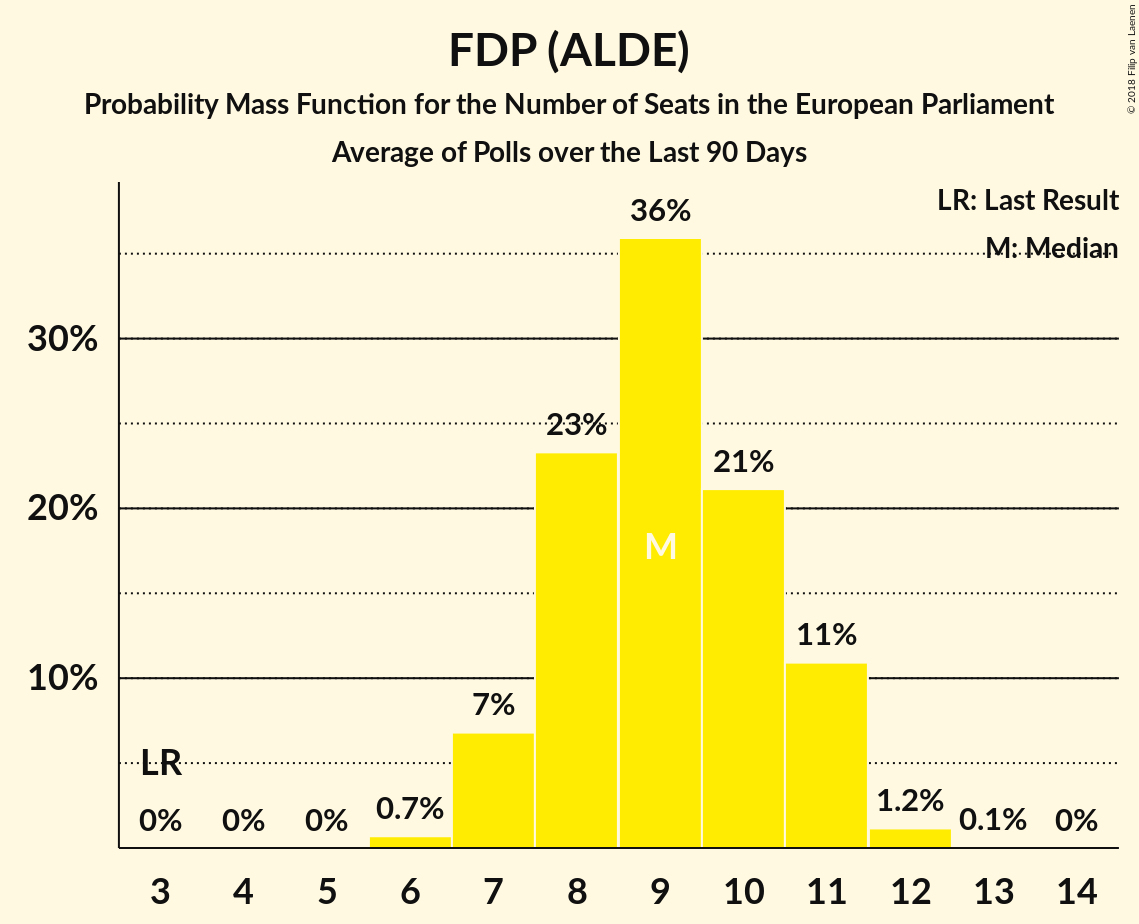 FDP (ALDE)
Probability Mass Function for the Number of Seats in the European Parliament
Average of Polls over the Last 90 Days
© 2018 Filip van Laenen
LR: Last Result
M: Median
36%
30%
23%
21%
20%
M
11%
10%
7%
LR
0%
0%
0%
0.7%
1.2%
0.1%
0%
3 4 5 6 7 8 9 10 11 12 13 14